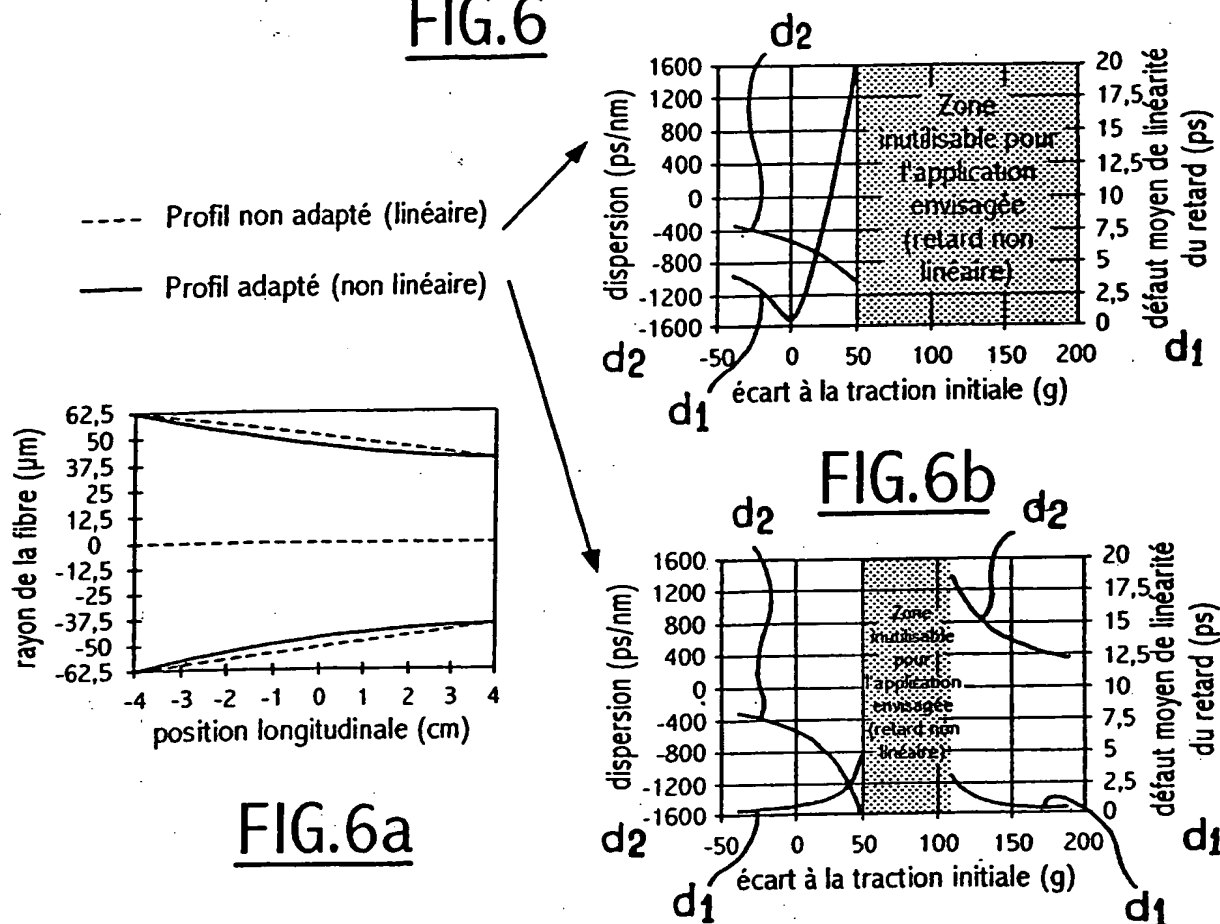 FIG.6
Profil non adapté (linéaire)
Profil adapté (non linéaire)
d2
1600
1200
800
400
0
-400
-800
-1200
-1600
dispersion (ps/nm)
Zone
inutilisable pour
l'application
envisagée
(retard non
linéaire)
20
17,5
15
12,5
10
7,5
5
2,5
0
défaut moyen de linéarité
du retard (ps)
-50 0 50 100 150 200
écart à la traction initiale (g)
d2
d1
d1
62,5
50
37,5
25
12,5
0
-12,5
-25
-37,5
-50
-62,5
rayon de la fibre (µm)
-4 -3 -2 -1 0 1 2 3 4
position longitudinale (cm)
FIG.6a
FIG.6b
d2
d2
1600
1200
800
400
0
-400
-800
-1200
-1600
dispersion (ps/nm)
Zone
inutilisable
pour
l'application
envisagée
(retard non
linéaire)
20
17,5
15
12,5
10
7,5
5
2,5
0
défaut moyen de linéarité
du retard (ps)
-50 0 50 100 150 200
écart à la traction initiale (g)
d2
d1
d1
d1